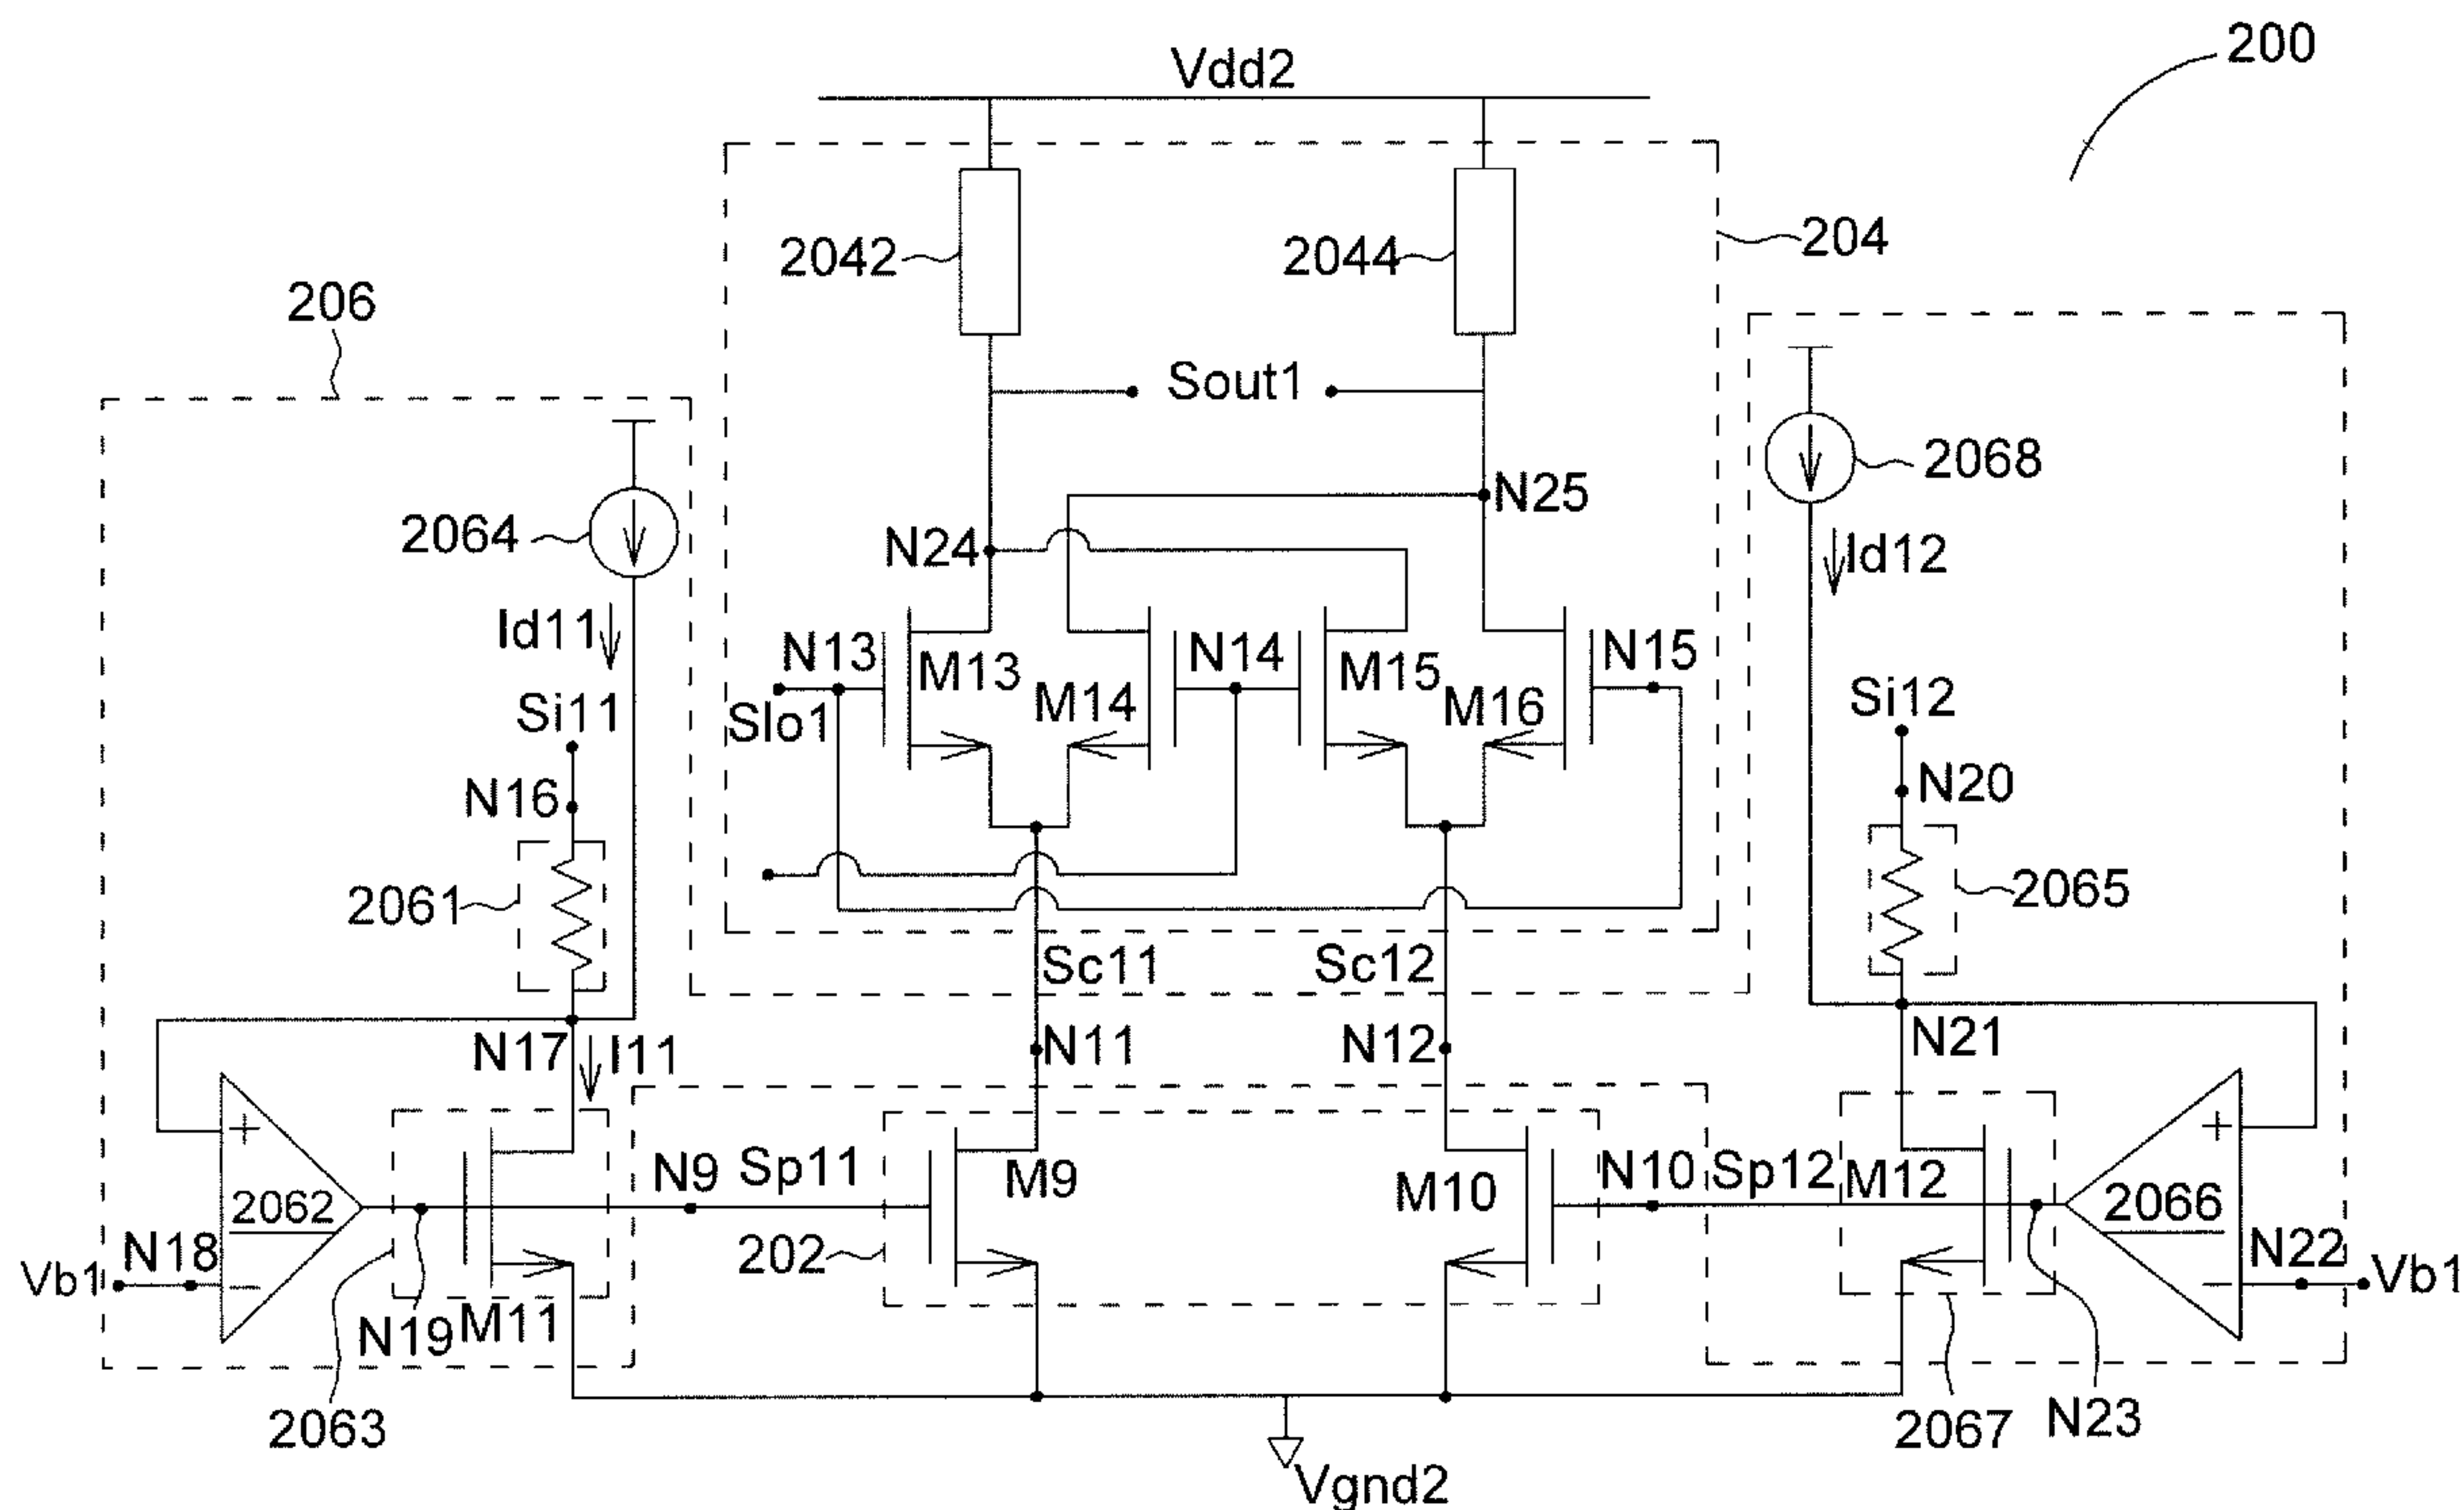 200
Vdd2
2042
2044
204
206
Sout1
2064
2068
N24
N25
Id11
Id12
N13
M13
N14
M15
N15
Si11
Slo1
M14
M16
Si12
N16
N20
2061
2065
Sc11
Sc12
N17
I11
N11
N12
N21
+
+
2062
N9
Sp11
M9
M10
N10
Sp12
M12
2066
Vb1
N18
−
202
−
N22
Vb1
N19
M11
2063
2067
N23
Vgnd2